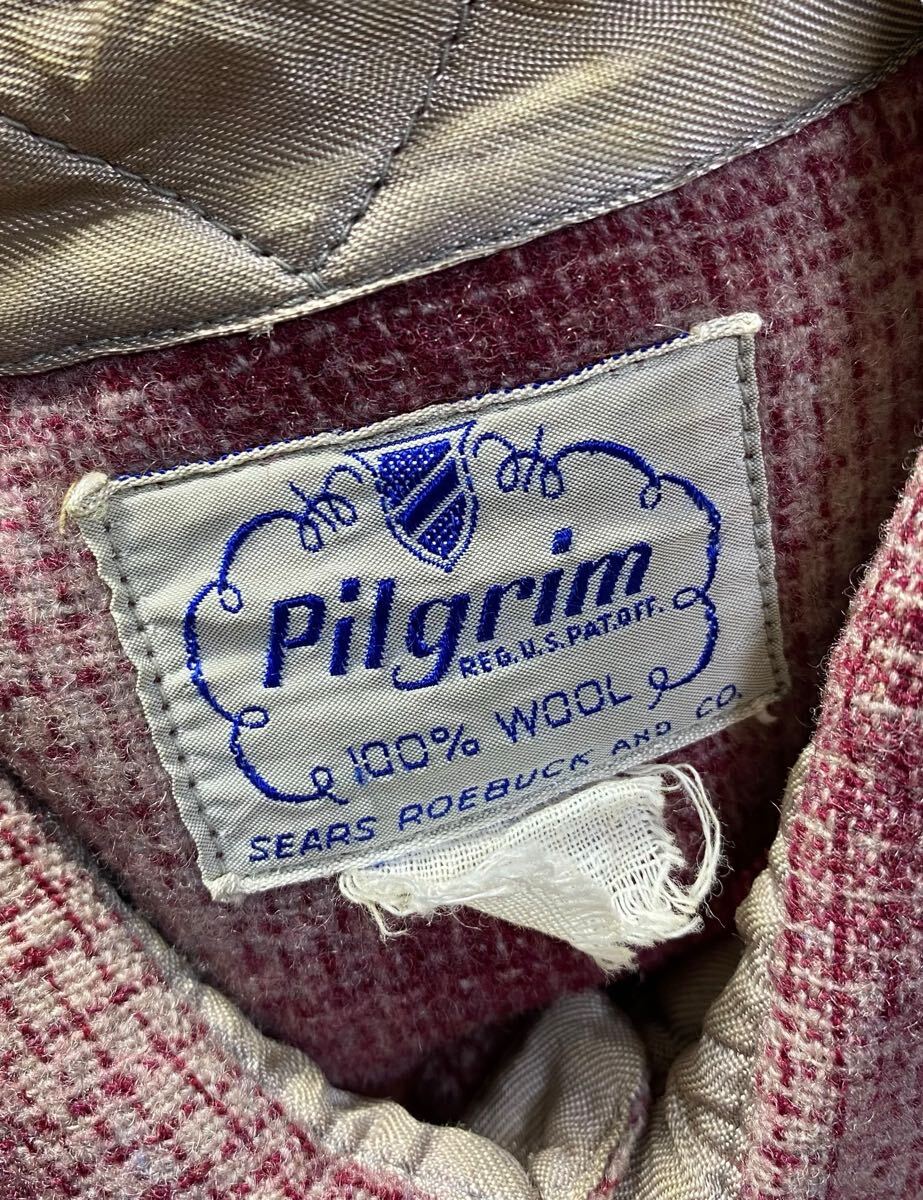 Pilgrim
REG. U.S. PAT. OFF.
100% WOOL
SEARS ROEBUCK AND CO.